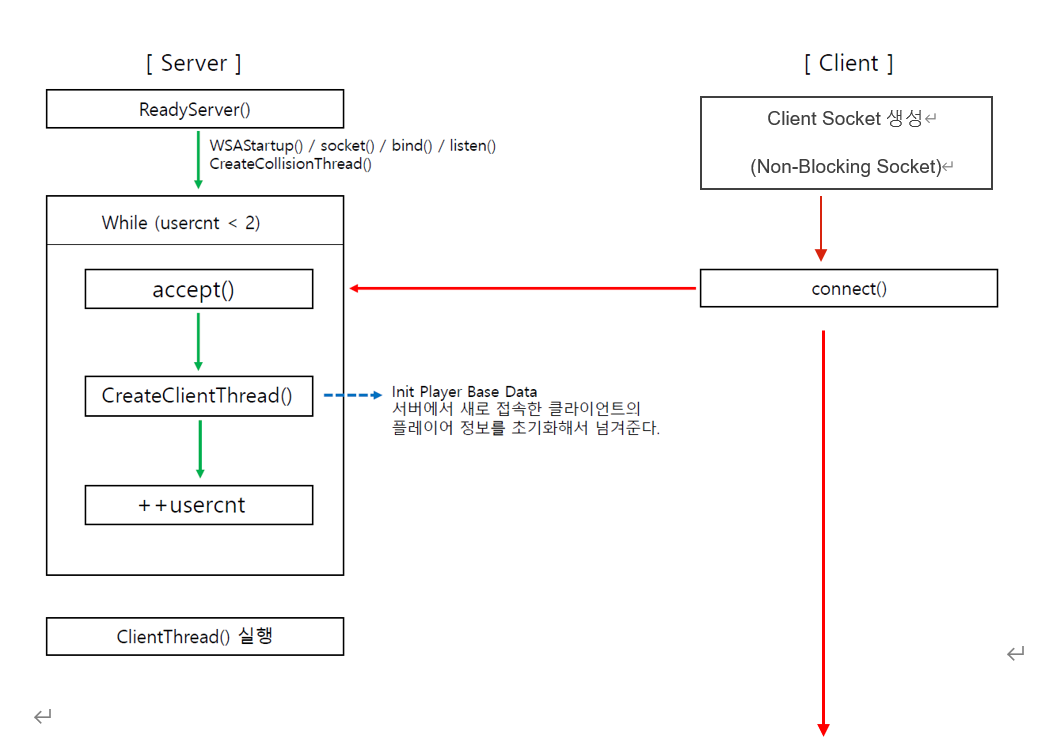 [ Server ]
ReadyServer()
WSAStartup() / socket() / bind() / listen()
CreateCollisionThread()
While (usercnt < 2)
accept()
CreateClientThread()
Init Player Base Data
서버에서 새로 접속한 클라이언트의
플레이어 정보를 초기화해서 넘겨준다.
++usercnt
ClientThread() 실행
[ Client ]
Client Socket 생성↵
(Non-Blocking Socket)↵
connect()
↵
↵